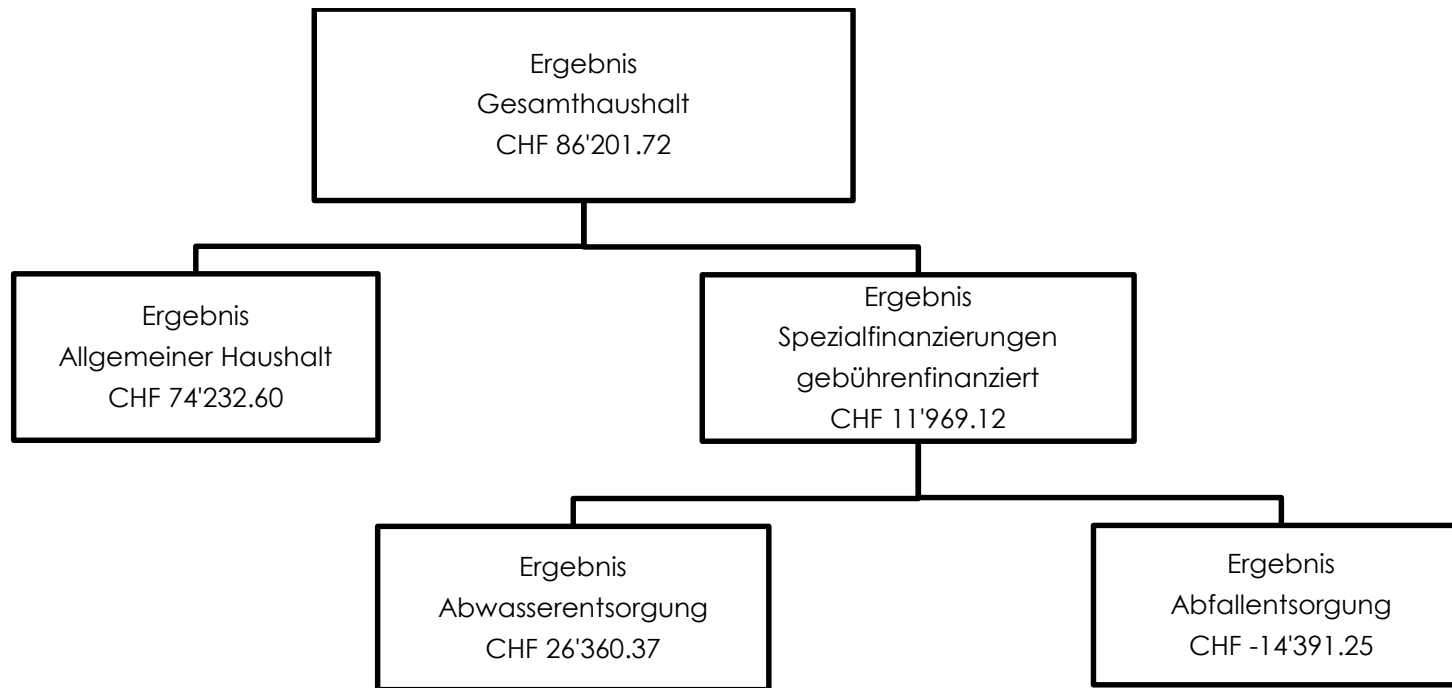 Ergebnis
Gesamthaushalt
CHF 86'201.72
Ergebnis
Allgemeiner Haushalt
CHF 74'232.60
Ergebnis
Spezialfinanzierungen
gebührenfinanziert
CHF 11'969.12
Ergebnis
Abwasserentsorgung
CHF 26'360.37
Ergebnis
Abfallentsorgung
CHF -14'391.25